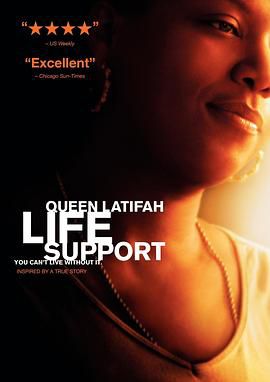 “★★★★”
– US Weekly
“Excellent”
– Chicago Sun-Times
QUEEN LATIFAH
LIFE
SUPPORT
YOU CAN'T LIVE WITHOUT IT.
INSPIRED BY A TRUE STORY